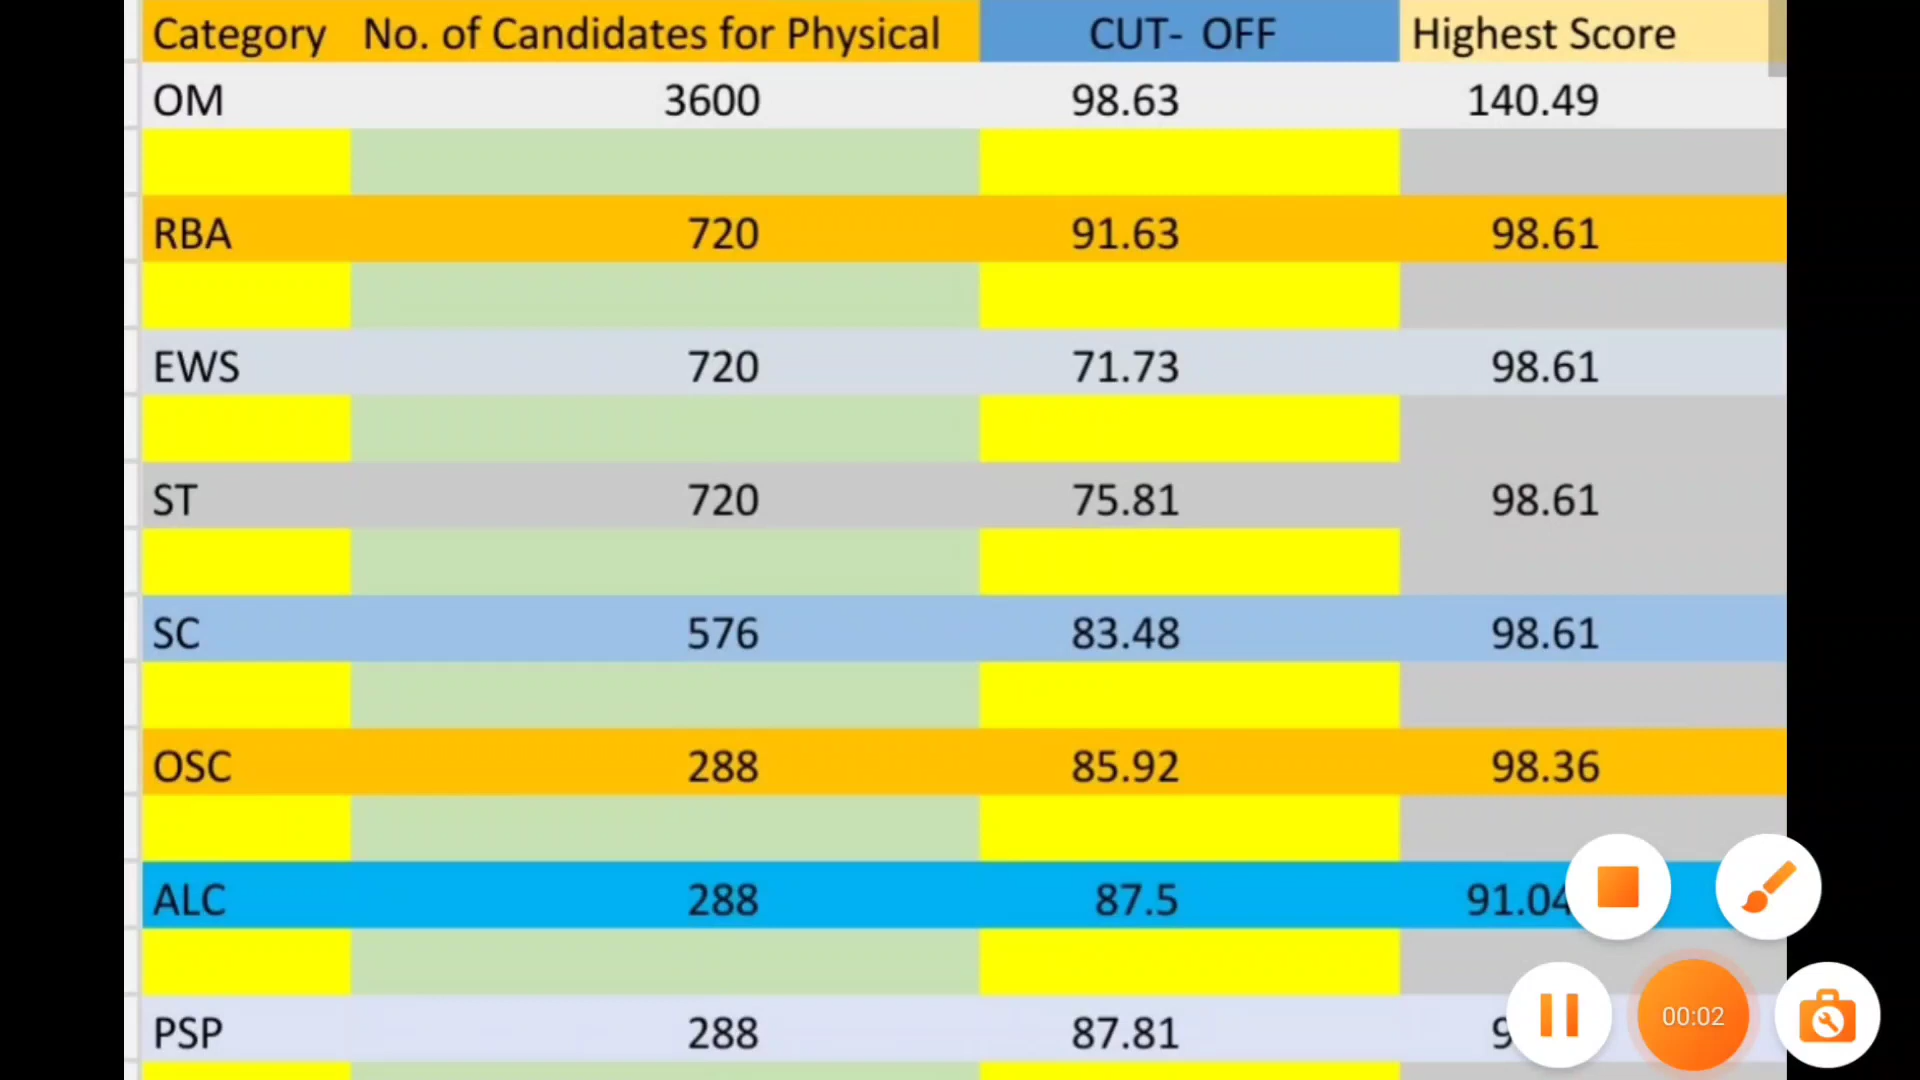 Category No. of Candidates for Physical CUT- OFF Highest Score
OM 3600 98.63 140.49
RBA 720 91.63 98.61
EWS 720 71.73 98.61
ST 720 75.81 98.61
SC 576 83.48 98.61
OSC 288 85.92 98.36
ALC 288 87.5 91.04
PSP 288 87.81
00:02